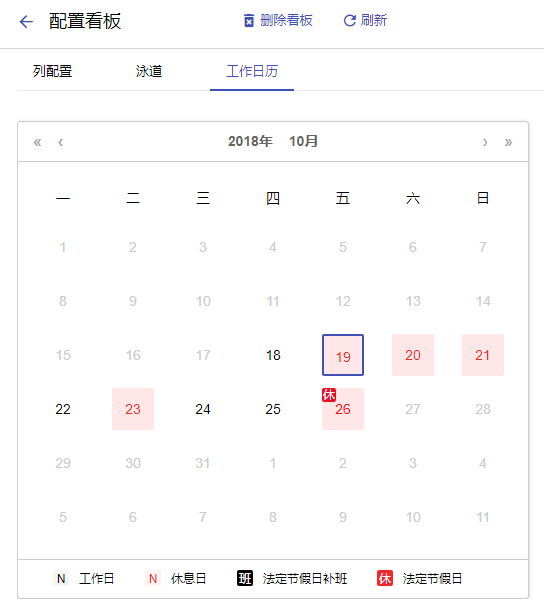 配置看板 删除看板 刷新
列配置 泳道 工作日历
« ‹ 2018年 10月 › »
一 二 三 四 五 六 日
1 2 3 4 5 6 7
8 9 10 11 12 13 14
15 16 17 18 19 20 21
休
22 23 24 25 26 27 28
29 30 31 1 2 3 4
5 6 7 8 9 10 11
N 工作日 N 休息日 班 法定节假日补班 休 法定节假日